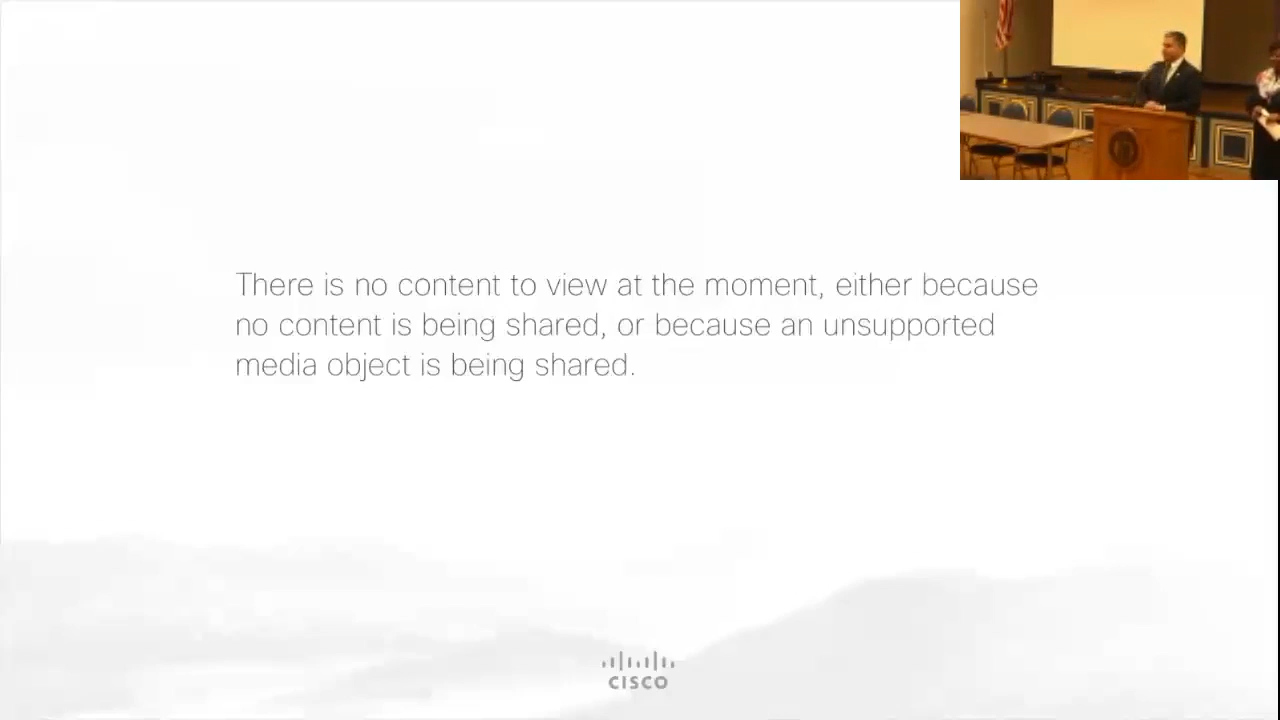 There is no content to view at the moment, either because
no content is being shared, or because an unsupported
media object is being shared.
CISCO